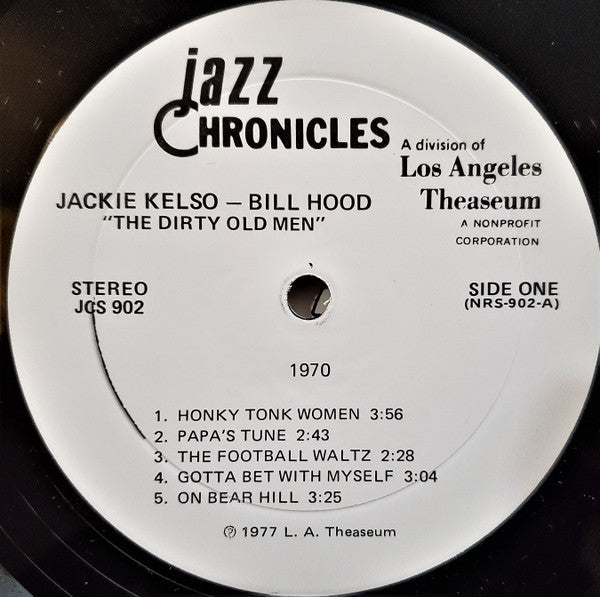 jazz
CHRONICLES
A division of
Los Angeles
Theaseum
A NONPROFIT
CORPORATION
JACKIE KELSO — BILL HOOD
"THE DIRTY OLD MEN"
STEREO
JCS 902
SIDE ONE
(NRS-902-A)
1970
1. HONKY TONK WOMEN 3:56
2. PAPA'S TUNE 2:43
3. THE FOOTBALL WALTZ 2:28
4. GOTTA BET WITH MYSELF 3:04
5. ON BEAR HILL 3:25
℗ 1977 L. A. Theaseum